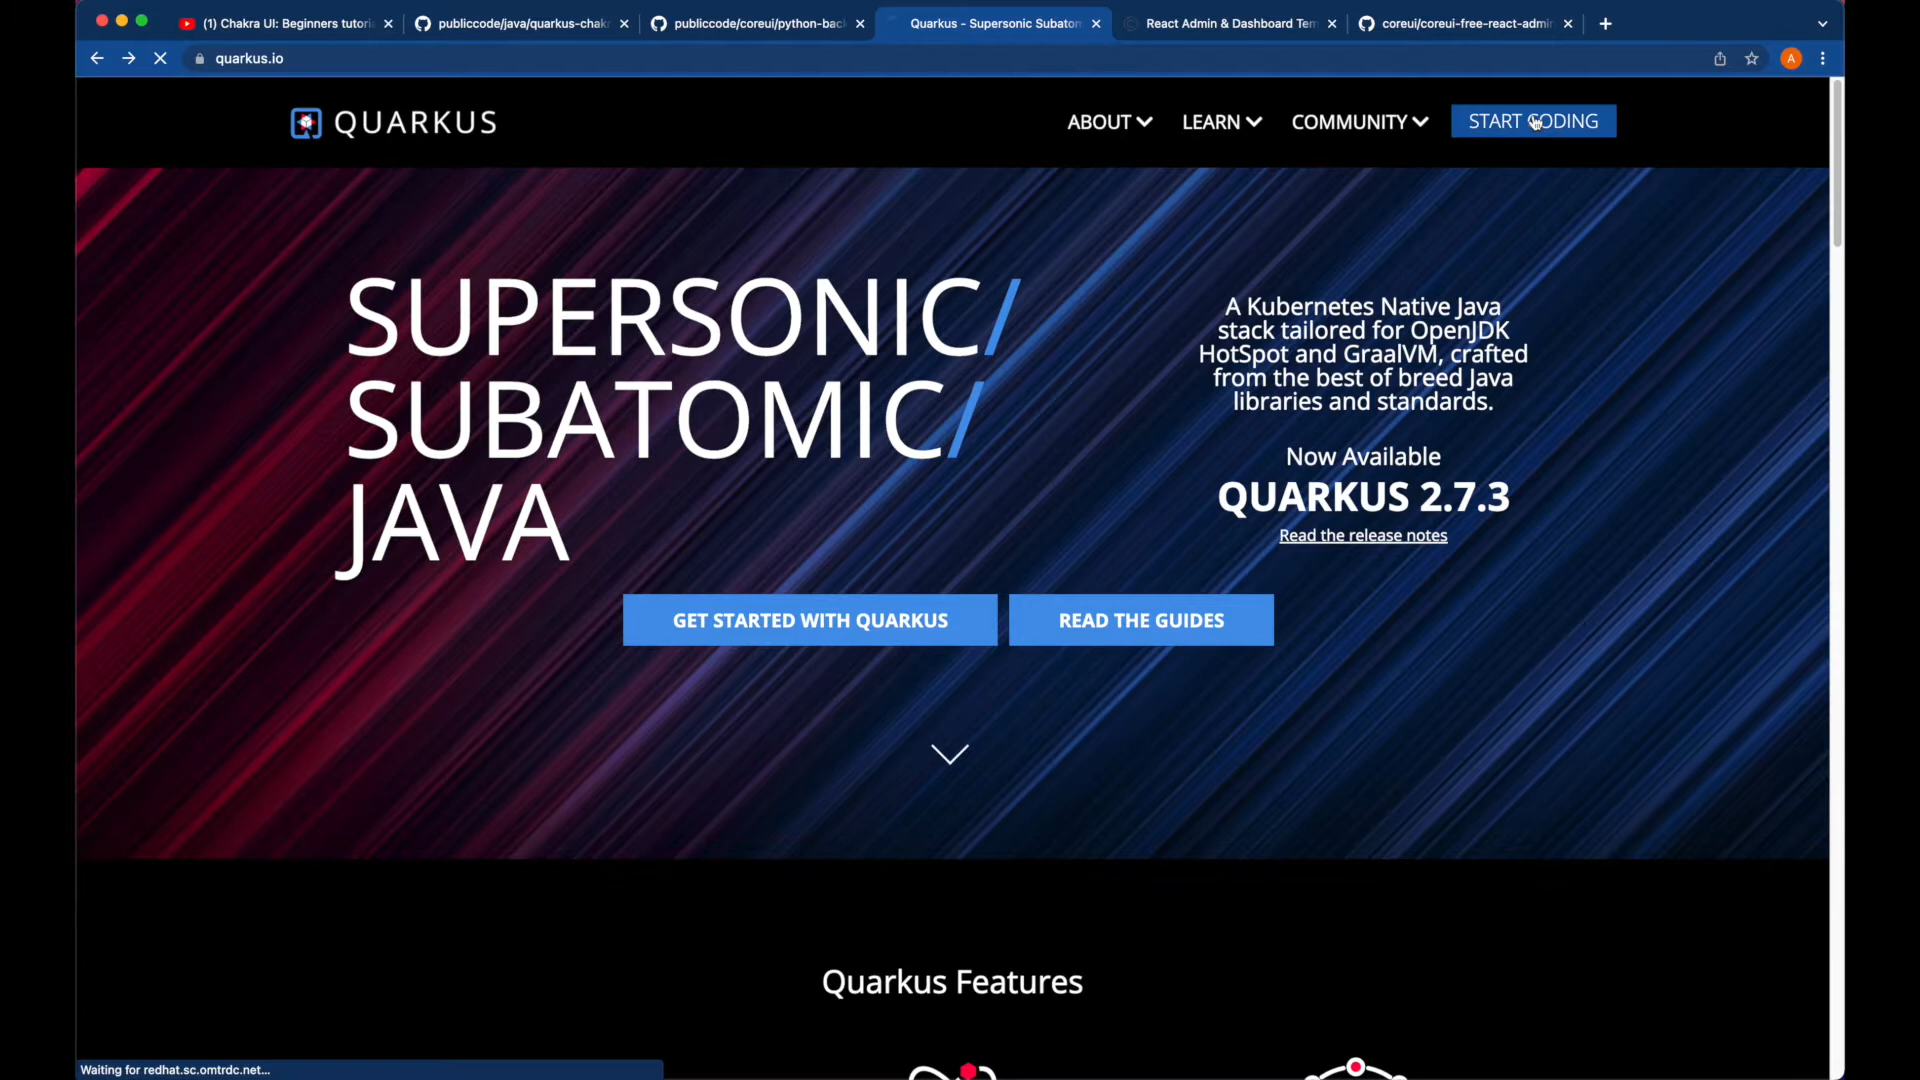 (1) Chakra UI: Beginners tutori
publiccode/java/quarkus-chak
publiccode/coreui/python-bac
Quarkus - Supersonic Subatom
React Admin & Dashboard Tem
coreui/coreui-free-react-admi
quarkus.io
A
QUARKUS
ABOUT
LEARN
COMMUNITY
START CODING
SUPERSONIC/
SUBATOMIC/
JAVA
A Kubernetes Native Java
stack tailored for OpenJDK
HotSpot and GraalVM, crafted
from the best of breed Java
libraries and standards.
Now Available
QUARKUS 2.7.3
Read the release notes
GET STARTED WITH QUARKUS
READ THE GUIDES
Quarkus Features
Waiting for redhat.sc.omtrdc.net...